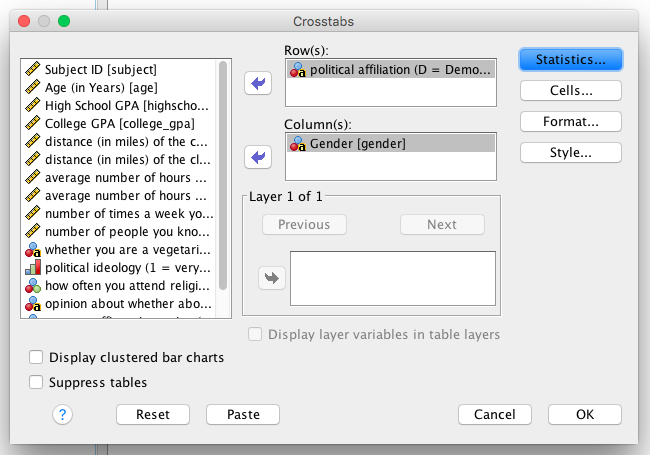 Crosstabs
Subject ID [subject]
Age (in Years) [age]
High School GPA [highscho...
College GPA [college_gpa]
distance (in miles) of the c...
distance (in miles) of the cl...
average number of hours ...
average number of hours ...
number of times a week yo...
number of people you kno...
whether you are a vegetari...
political ideology (1 = very...
how often you attend religi...
opinion about whether abo...
Row(s):
political affiliation (D = Demo...
Column(s):
Gender [gender]
Layer 1 of 1
Previous
Next
Display layer variables in table layers
Statistics...
Cells...
Format...
Style...
Display clustered bar charts
Suppress tables
?
Reset
Paste
Cancel
OK